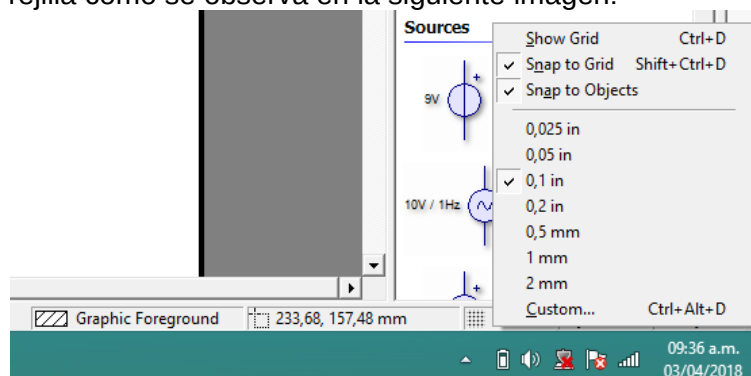 rejilla como se observa en la siguiente imagen:
Sources
9V
10V / 1Hz
Show Grid Ctrl+D
Snap to Grid Shift+Ctrl+D
Snap to Objects
0,025 in
0,05 in
0,1 in
0,2 in
0,5 mm
1 mm
2 mm
Custom... Ctrl+Alt+D
Graphic Foreground 233,68, 157,48 mm
09:36 a.m.
03/04/2018